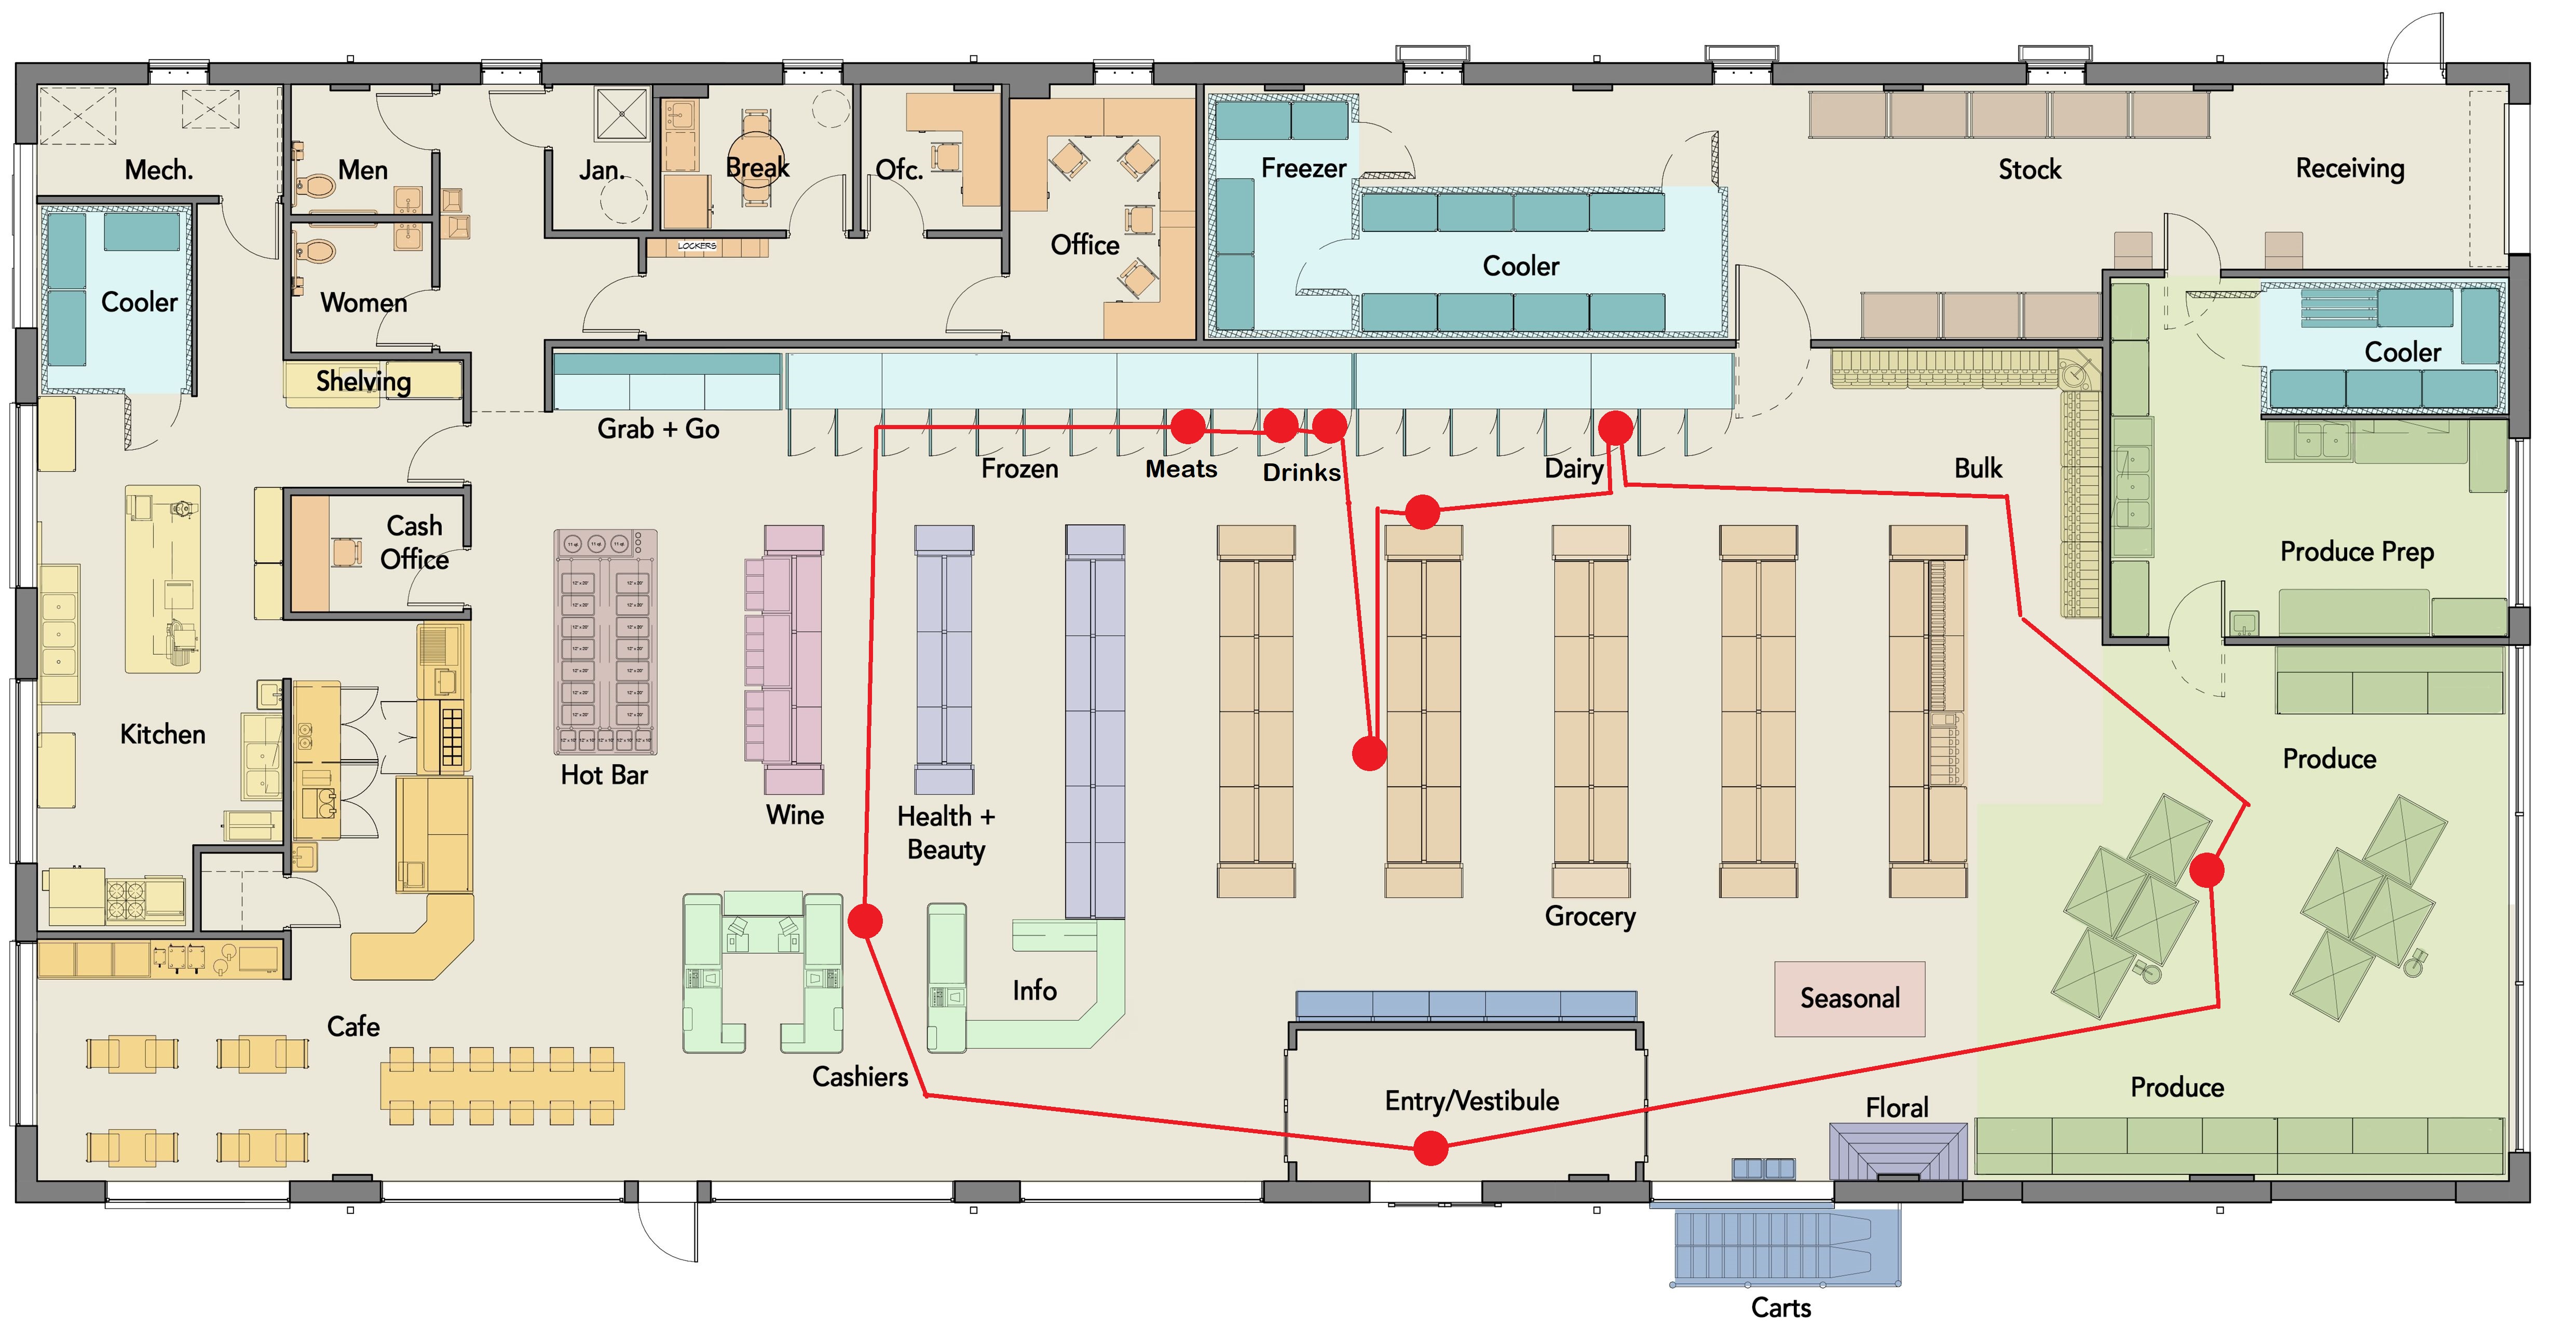 Mech.
Men
Jan.
Break
Ofc.
Freezer
Stock
Receiving
LOCKERS
Office
Cooler
Cooler
Women
Cooler
Shelving
Grab + Go
Frozen
Meats
Drinks
Dairy
Bulk
Cash
Office
Produce Prep
Kitchen
Hot Bar
Wine
Health +
Beauty
Produce
Grocery
Info
Seasonal
Cafe
Cashiers
Entry/Vestibule
Floral
Produce
Carts